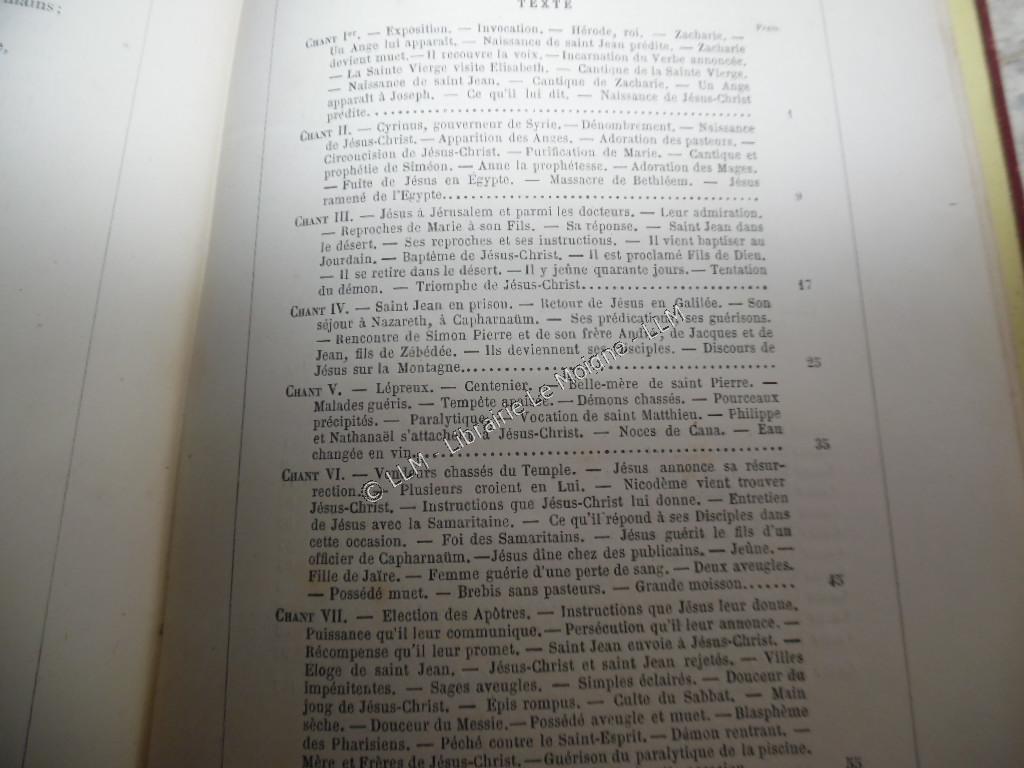 mains;
e,
TEXTE
Pages
CHANT Ier. — Exposition. — Invocation. — Hérode, roi. — Zacharie. —
Un Ange lui apparaît. — Naissance de saint Jean prédite. — Zacharie
devient muet. — Il recouvre la voix. — Incarnation du Verbe annoncée.
— La Sainte Vierge visite Elisabeth. — Cantique de la Sainte Vierge.
— Naissance de saint Jean. — Cantique de Zacharie. — Un Ange
apparaît à Joseph. — Ce qu'il lui dit. — Naissance de Jésus-Christ
prédite. 1
CHANT II. — Cyrinus, gouverneur de Syrie. — Dénombrement. — Naissance
de Jésus-Christ. — Apparition des Anges. — Adoration des pasteurs. —
Circoncision de Jésus-Christ. — Purification de Marie. — Cantique et
prophétie de Siméon. — Anne la prophétesse. — Adoration des Mages.
— Fuite de Jésus en Egypte. — Massacre de Bethléem. — Jésus
ramené de l'Egypte. 9
CHANT III. — Jésus à Jérusalem et parmi les docteurs. — Leur admiration.
— Reproches de Marie à son Fils. — Sa réponse. — Saint Jean dans
le désert. — Ses reproches et ses instructions. — Il vient baptiser au
Jourdain. — Baptême de Jésus-Christ. — Il est proclamé Fils de Dieu.
— Il se retire dans le désert. — Il y jeûne quarante jours. — Tentation
du démon. — Triomphe de Jésus-Christ. 17
CHANT IV. — Saint Jean en prison. — Retour de Jésus en Galilée. — Son
séjour à Nazareth, à Capharnaüm. — Ses prédications, ses guérisons.
— Rencontre de Simon Pierre et de son frère André, de Jacques et de
Jean, fils de Zébédée. — Ils deviennent ses Disciples. — Discours de
Jésus sur la Montagne. 25
CHANT V. — Lépreux. — Centenier. — Belle-mère de saint Pierre. —
Malades guéris. — Tempête apaisée. — Démons chassés. — Pourceaux
précipités. — Paralytique. — Vocation de saint Matthieu. — Philippe
et Nathanaël s'attachent à Jésus-Christ. — Noces de Cana. — Eau
changée en vin. 35
CHANT VI. — Vendeurs chassés du Temple. — Jésus annonce sa résur-
rection. — Plusieurs croient en Lui. — Nicodème vient trouver
Jésus-Christ. — Instructions que Jésus-Christ lui donne. — Entretien
de Jésus avec la Samaritaine. — Ce qu'il répond à ses Disciples dans
cette occasion. — Foi des Samaritains. — Jésus guérit le fils d'un
officier de Capharnaüm. — Jésus dîne chez des publicains. — Jeûne. —
Fille de Jaïre. — Femme guérie d'une perte de sang. — Deux aveugles.
— Possédé muet. — Brebis sans pasteurs. — Grande moisson. 45
CHANT VII. — Election des Apôtres. — Instructions que Jésus leur donne.
Puissance qu'il leur communique. — Persécution qu'il leur annonce. —
Récompense qu'il leur promet. — Saint Jean envoie à Jésus-Christ. —
Eloge de saint Jean. — Jésus-Christ et saint Jean rejetés. — Villes
impénitentes. — Sages aveugles. — Simples éclairés. — Douceur du
joug de Jésus-Christ. — Epis rompus. — Culte du Sabbat. — Main
sèche. — Douceur du Messie. — Possédé aveugle et muet. — Blasphème
des Pharisiens. — Péché contre le Saint-Esprit. — Démon rentrant. —
Mère et Frères de Jésus-Christ. — Guérison du paralytique de la piscine.
55
© LLM - Librairie Le Moigne - LLM